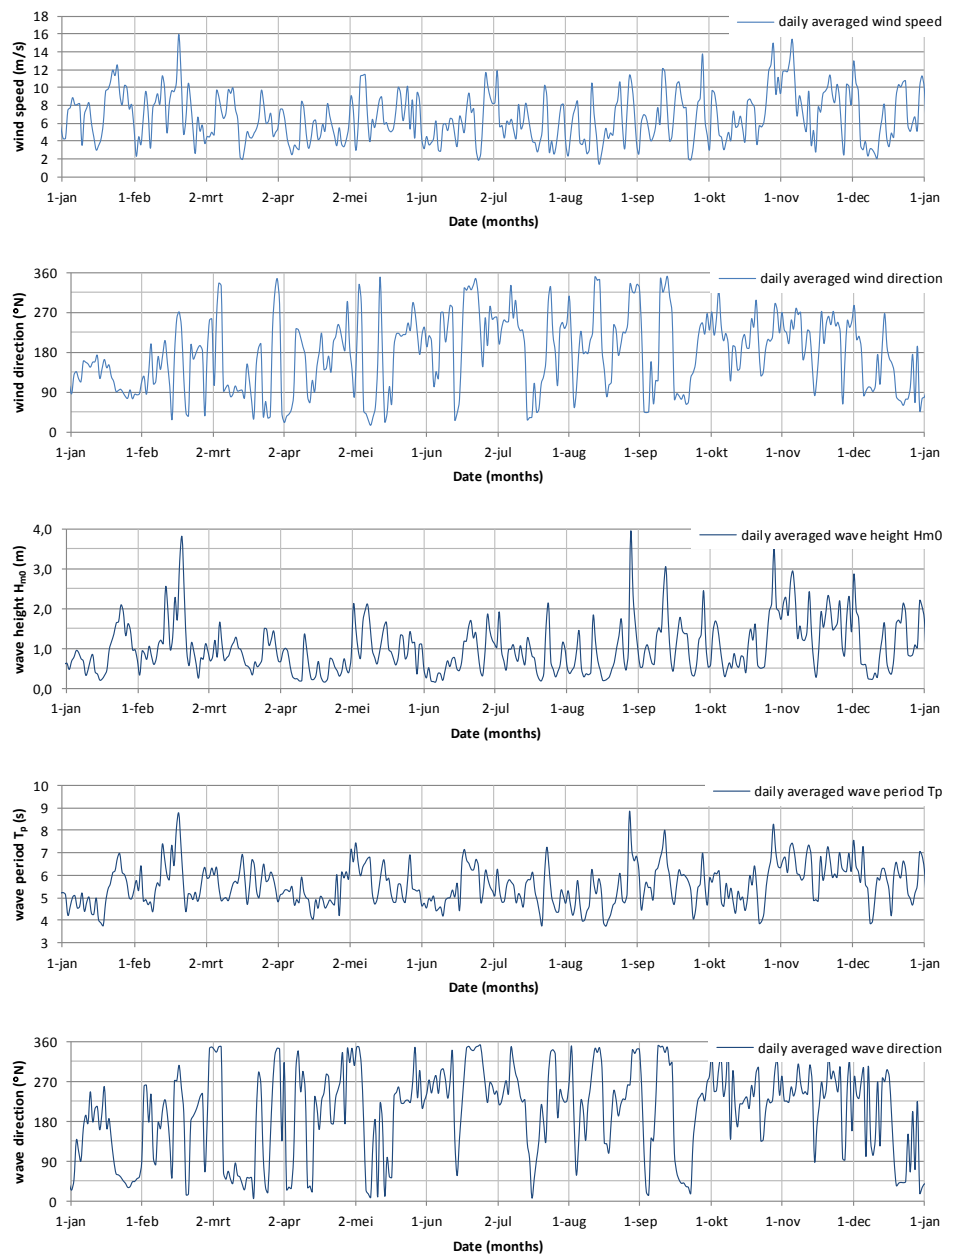 daily averaged wind speed
wind speed (m/s)
18
16
14
12
10
8
6
4
2
0
1-jan 1-feb 2-mrt 2-apr 2-mei 1-jun 2-jul 1-aug 1-sep 1-okt 1-nov 1-dec 1-jan
Date (months)
daily averaged wind direction
wind direction (°N)
360
270
180
90
0
1-jan 1-feb 2-mrt 2-apr 2-mei 1-jun 2-jul 1-aug 1-sep 1-okt 1-nov 1-dec 1-jan
Date (months)
daily averaged wave height Hm0
wave height Hm0 (m)
4,0
3,0
2,0
1,0
0,0
1-jan 1-feb 2-mrt 2-apr 2-mei 1-jun 2-jul 1-aug 1-sep 1-okt 1-nov 1-dec 1-jan
Date (months)
daily averaged wave period Tp
wave period Tp (s)
10
9
8
7
6
5
4
3
1-jan 1-feb 2-mrt 2-apr 2-mei 1-jun 2-jul 1-aug 1-sep 1-okt 1-nov 1-dec 1-jan
Date (months)
daily averaged wave direction
wave direction (°N)
360
270
180
90
0
1-jan 1-feb 2-mrt 2-apr 2-mei 1-jun 2-jul 1-aug 1-sep 1-okt 1-nov 1-dec 1-jan
Date (months)